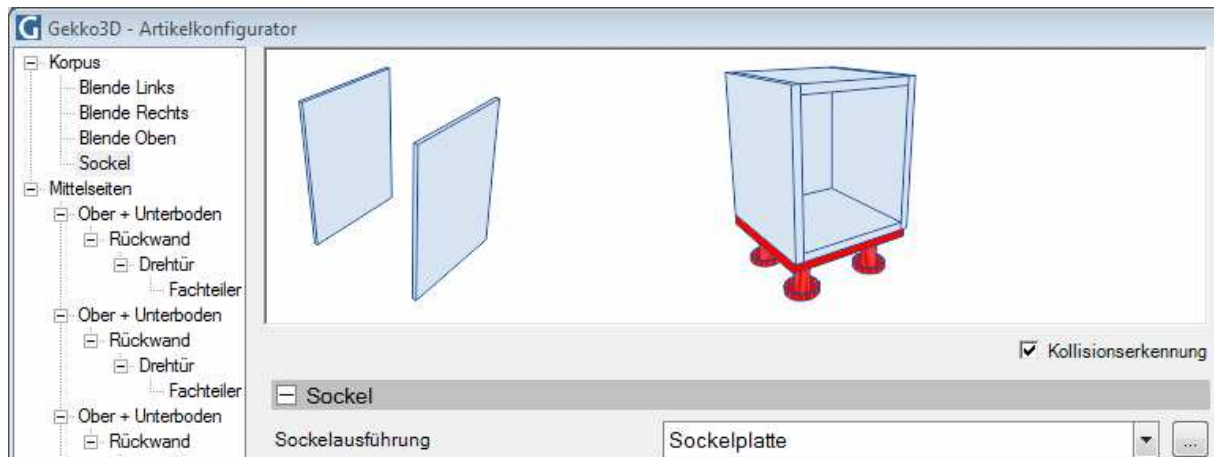 Gekko3D - Artikelkonfigurator
Korpus
Blende Links
Blende Rechts
Blende Oben
Sockel
Mittelseiten
Ober + Unterboden
Rückwand
Drehtür
Fachteiler
Ober + Unterboden
Rückwand
Drehtür
Fachteiler
Ober + Unterboden
Rückwand
Kollisionserkennung
Sockel
Sockelausführung
Sockelplatte
...